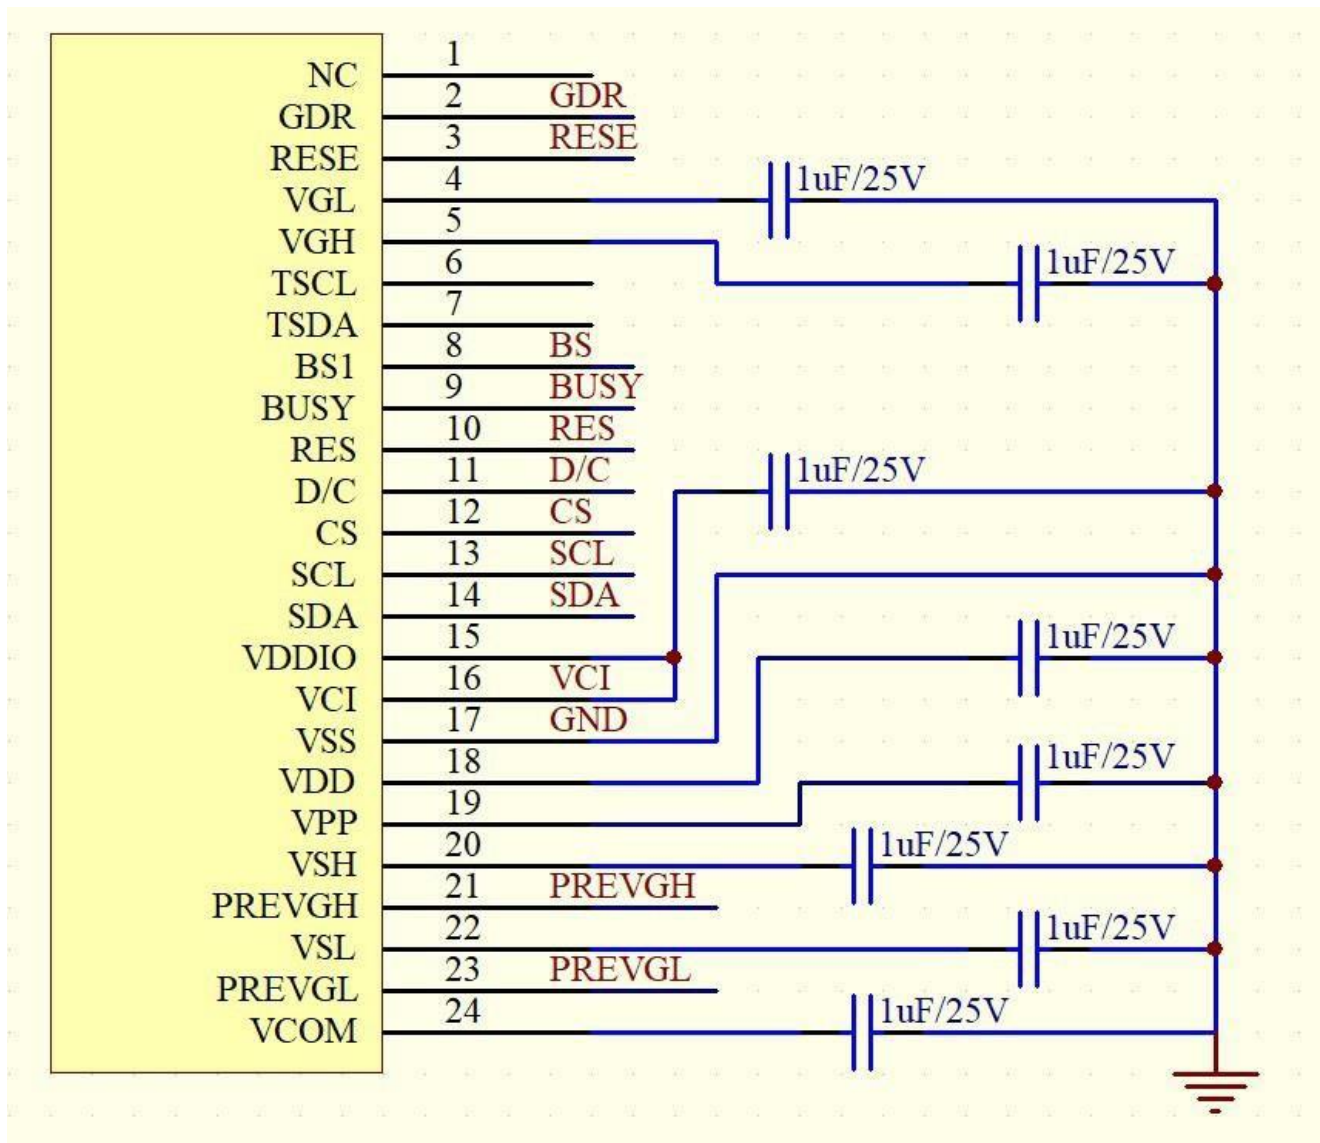 NC 1
GDR 2 GDR
RESE 3 RESE
VGL 4 1uF/25V
VGH 5 1uF/25V
TSCL 6
TSDA 7
BS1 8 BS
BUSY 9 BUSY
RES 10 RES
D/C 11 D/C 1uF/25V
CS 12 CS
SCL 13 SCL
SDA 14 SDA
VDDIO 15 1uF/25V
VCI 16 VCI
VSS 17 GND
VDD 18 1uF/25V
VPP 19
VSH 20 1uF/25V
PREVGH 21 PREVGH
VSL 22 1uF/25V
PREVGL 23 PREVGL
VCOM 24 1uF/25V